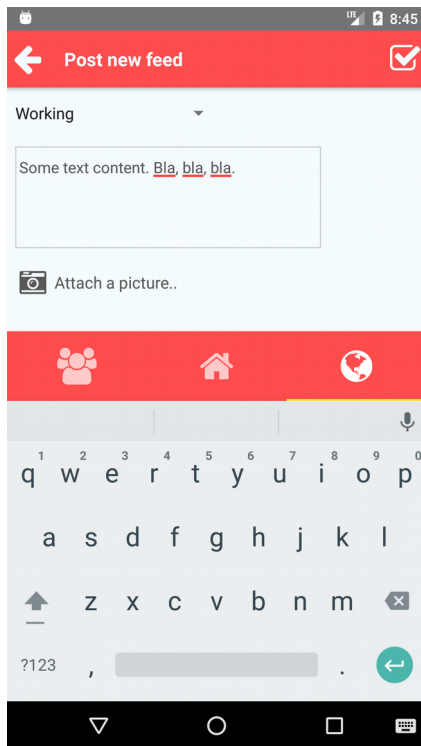 LTE 8:45
Post new feed
Working
Some text content. Bla, bla, bla.
Attach a picture..
1 2 3 4 5 6 7 8 9 0
q w e r t y u i o p
a s d f g h j k l
z x c v b n m
?123 , .